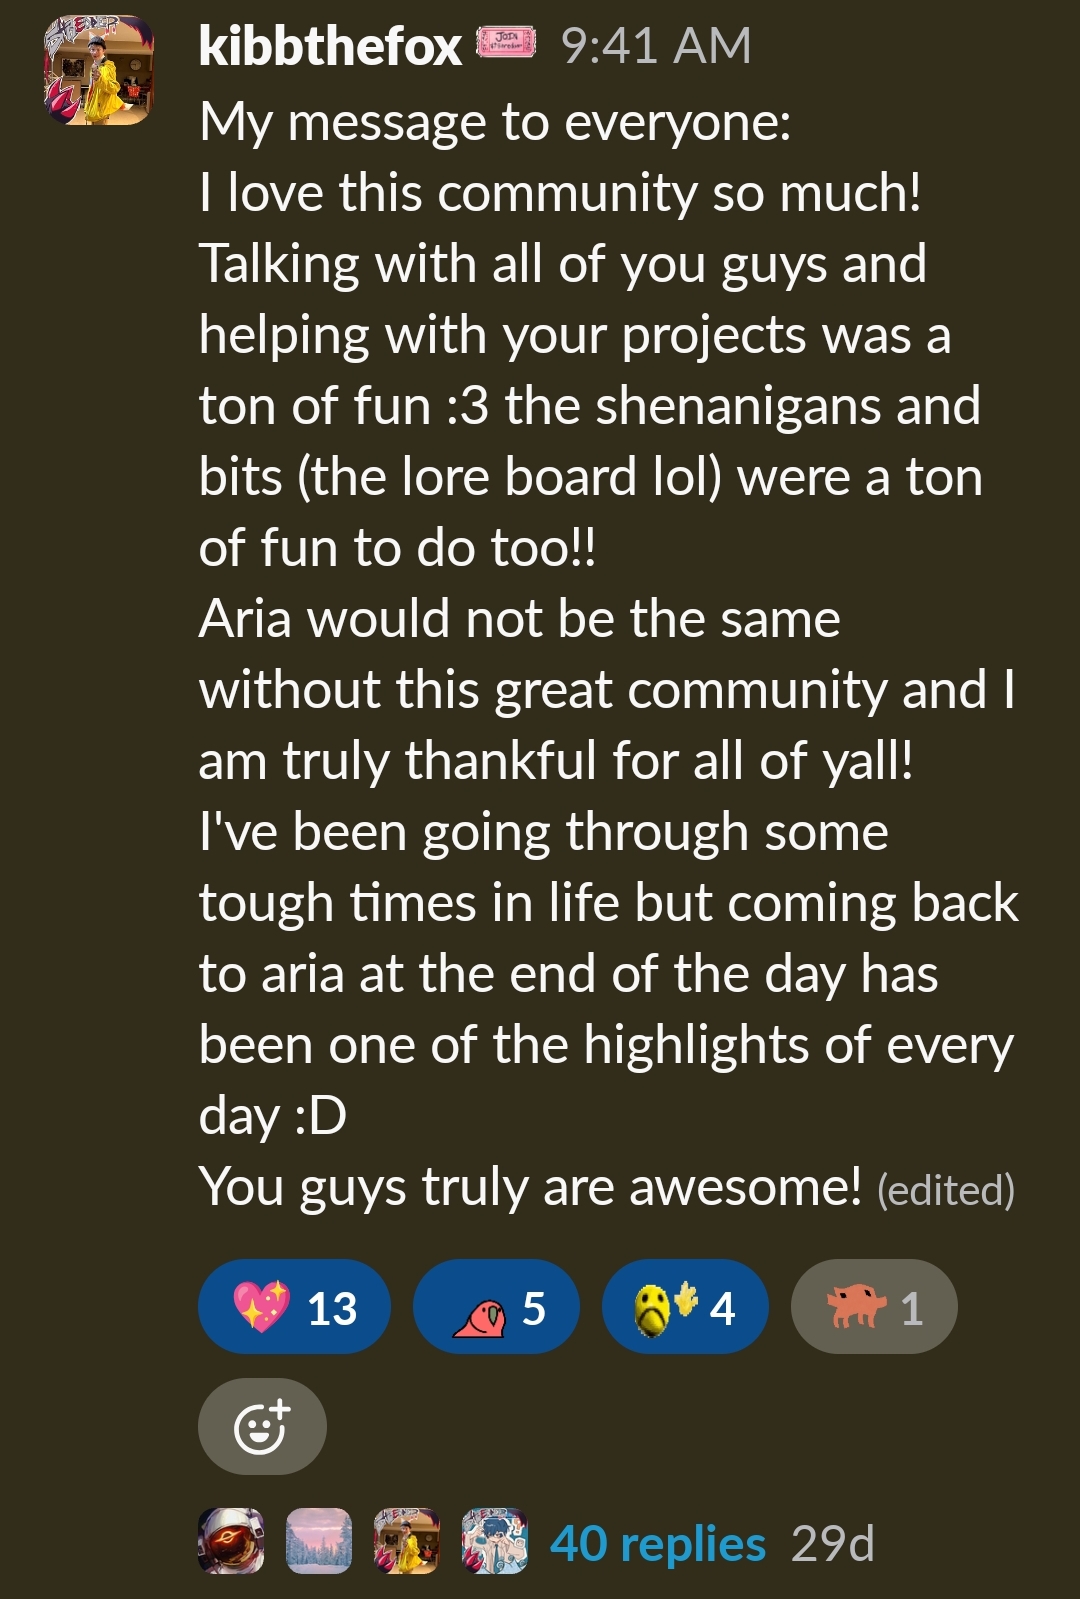 kibbthefox 9:41 AM
My message to everyone:
I love this community so much!
Talking with all of you guys and
helping with your projects was a
ton of fun :3 the shenanigans and
bits (the lore board lol) were a ton
of fun to do too!!
Aria would not be the same
without this great community and I
am truly thankful for all of yall!
I've been going through some
tough times in life but coming back
to aria at the end of the day has
been one of the highlights of every
day :D
You guys truly are awesome! (edited)
13 5 4 1
40 replies 29d